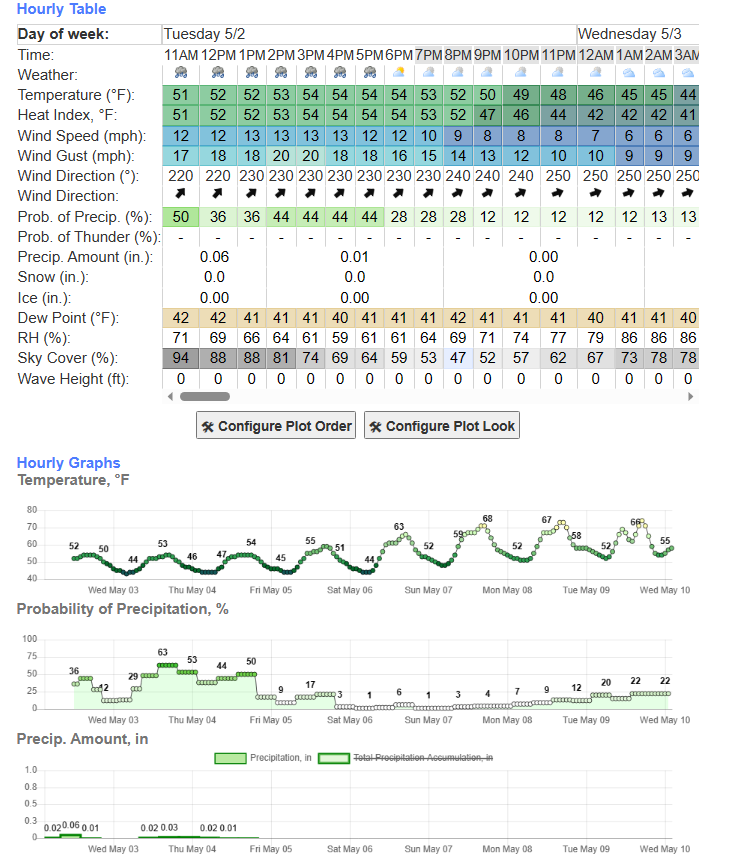 Hourly Table
Day of week: Tuesday 5/2 Wednesday 5/3
Time: 11AM 12PM 1PM 2PM 3PM 4PM 5PM 6PM 7PM 8PM 9PM 10PM 11PM 12AM 1AM 2AM 3AM
Weather:
Temperature (°F): 51 52 52 53 54 54 54 54 53 52 50 49 48 46 45 45 44
Heat Index, °F: 51 52 52 53 54 54 54 54 53 52 47 46 44 42 42 42 41
Wind Speed (mph): 12 12 13 13 13 13 12 12 10 9 8 8 8 7 6 6 6
Wind Gust (mph): 17 18 18 20 20 18 18 16 15 14 13 12 10 10 9 9 9
Wind Direction (°): 220 220 230 230 230 230 230 230 230 240 240 240 250 250 250 250 250
Wind Direction:
Prob. of Precip. (%): 50 36 36 44 44 44 44 28 28 28 12 12 12 12 12 13 13
Prob. of Thunder (%): - - - - - - - - - - - - - - - - -
Precip. Amount (in.): 0.06 0.01 0.00
Snow (in.): 0.0 0.0 0.0
Ice (in.): 0.00 0.00 0.00
Dew Point (°F): 42 42 41 41 41 40 41 41 41 42 41 41 41 40 41 41 40
RH (%): 71 69 66 64 61 59 61 61 64 69 71 74 77 79 86 86 86
Sky Cover (%): 94 88 88 81 74 69 64 59 53 47 52 57 62 67 73 78 78
Wave Height (ft): 0 0 0 0 0 0 0 0 0 0 0 0 0 0 0 0 0
Configure Plot Order Configure Plot Look
Hourly Graphs
Temperature, °F
80
70
60
50
40
52 50 44 53 46 47 54 45 55 51 44 63 52 59 68 52 67 58 52 66 55
Wed May 03 Thu May 04 Fri May 05 Sat May 06 Sun May 07 Mon May 08 Tue May 09 Wed May 10
Probability of Precipitation, %
100
75
50
25
0
36 12 29 63 53 44 50 9 17 3 1 6 1 3 4 7 9 12 20 22 22
Wed May 03 Thu May 04 Fri May 05 Sat May 06 Sun May 07 Mon May 08 Tue May 09 Wed May 10
Precip. Amount, in
Precipitation, in Total Precipitation Accumulation, in
1.0
0.8
0.5
0.3
0
0.02 0.06 0.01 0.02 0.03 0.02 0.01
Wed May 03 Thu May 04 Fri May 05 Sat May 06 Sun May 07 Mon May 08 Tue May 09 Wed May 10